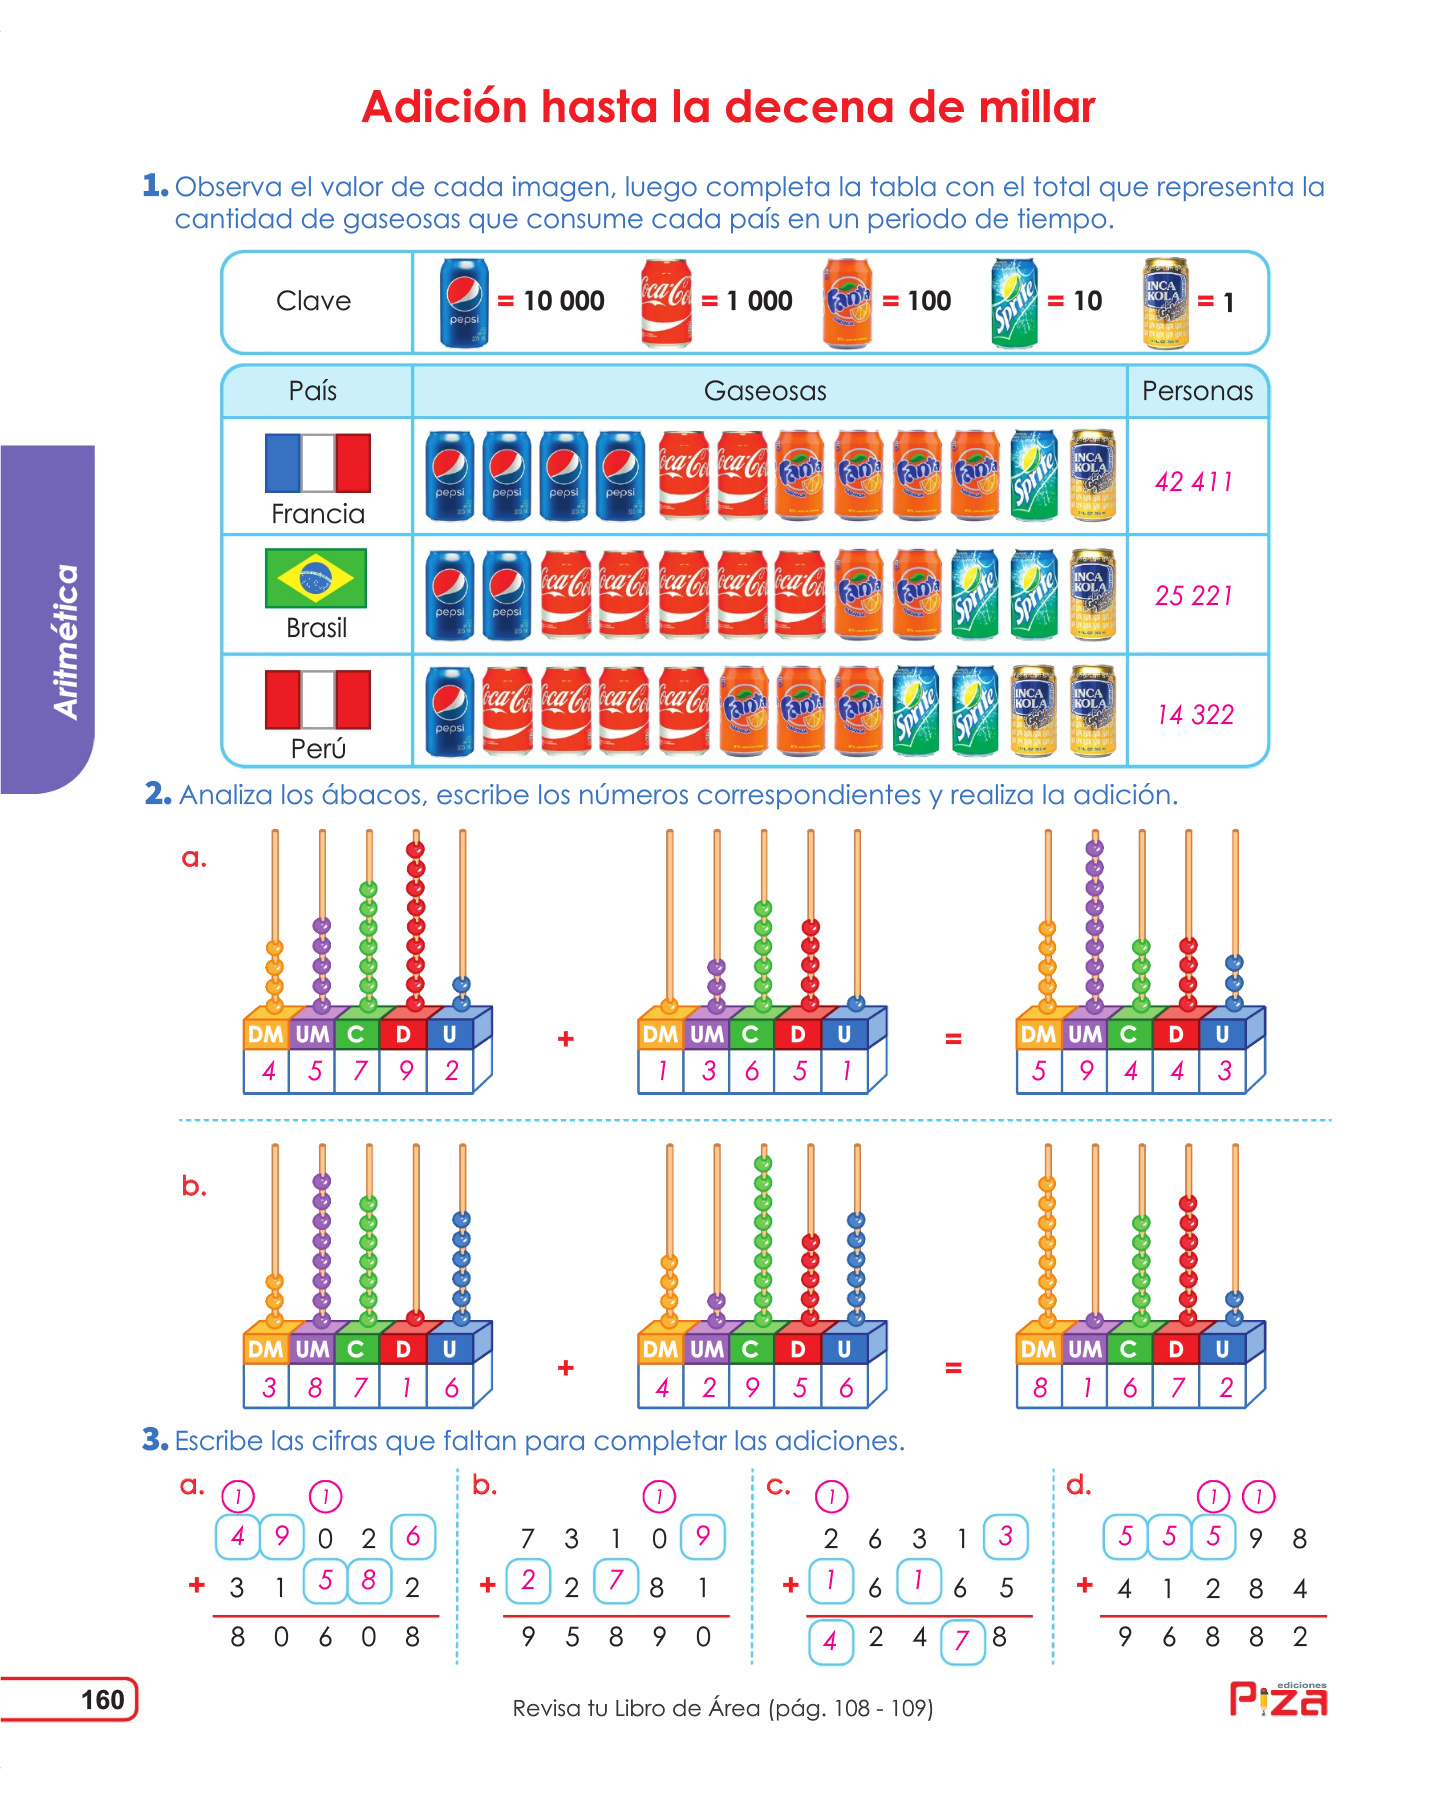 Adición hasta la decena de millar
1. Observa el valor de cada imagen, luego completa la tabla con el total que representa la
cantidad de gaseosas que consume cada país en un periodo de tiempo.
Clave pepsi = 10 000 Coca-Cola = 1 000 Fanta = 100 Sprite = 10 INCA KOLA = 1
País Gaseosas Personas
pepsi pepsi pepsi pepsi Coca-Cola Coca-Cola Fanta Fanta Fanta Fanta Sprite INCA KOLA 42 411
Francia
pepsi pepsi Coca-Cola Coca-Cola Coca-Cola Coca-Cola Coca-Cola Fanta Fanta Sprite Sprite INCA KOLA 25 221
Brasil
pepsi Coca-Cola Coca-Cola Coca-Cola Coca-Cola Fanta Fanta Fanta Sprite Sprite INCA KOLA INCA KOLA 14 322
Perú
Aritmética
2. Analiza los ábacos, escribe los números correspondientes y realiza la adición.
a.
DM UM C D U + DM UM C D U = DM UM C D U
4 5 7 9 2 1 3 6 5 1 5 9 4 4 3
b.
DM UM C D U + DM UM C D U = DM UM C D U
3 8 7 1 6 4 2 9 5 6 8 1 6 7 2
3. Escribe las cifras que faltan para completar las adiciones.
a. 1 1 b. 1 c. 1 d. 1 1
4 9 0 2 6 7 3 1 0 9 2 6 3 1 3 5 5 5 9 8
+ 3 1 5 8 2 + 2 2 7 8 1 + 1 6 1 6 5 + 4 1 2 8 4
8 0 6 0 8 9 5 8 9 0 4 2 4 7 8 9 6 8 8 2
160
Revisa tu Libro de Área (pág. 108 - 109)
ediciones
Piza